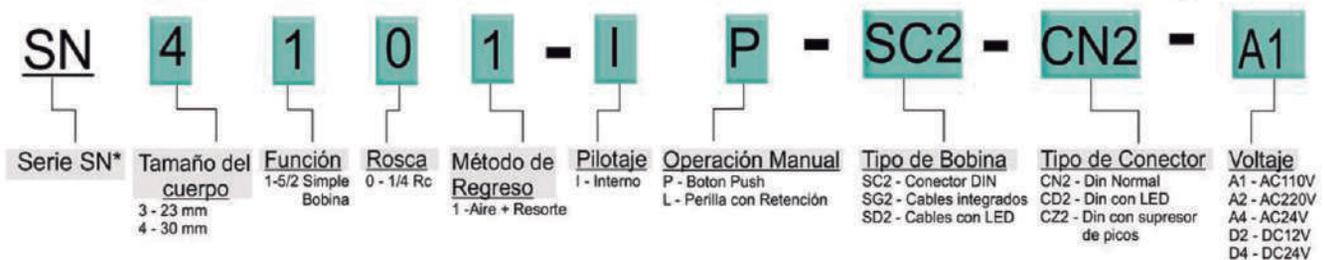 SN 4 1 0 1 - I P - SC2 - CN2 - A1
Serie SN*
Tamaño del
cuerpo
3 - 23 mm
4 - 30 mm
Función
1-5/2 Simple
Bobina
Rosca
0 - 1/4 Rc
Método de
Regreso
1 -Aire + Resorte
Pilotaje
I - Interno
Operación Manual
P - Boton Push
L - Perilla con Retención
Tipo de Bobina
SC2 - Conector DIN
SG2 - Cables integrados
SD2 - Cables con LED
Tipo de Conector
CN2 - Din Normal
CD2 - Din con LED
CZ2 - Din con supresor
de picos
Voltaje
A1 - AC110V
A2 - AC220V
A4 - AC24V
D2 - DC12V
D4 - DC24V